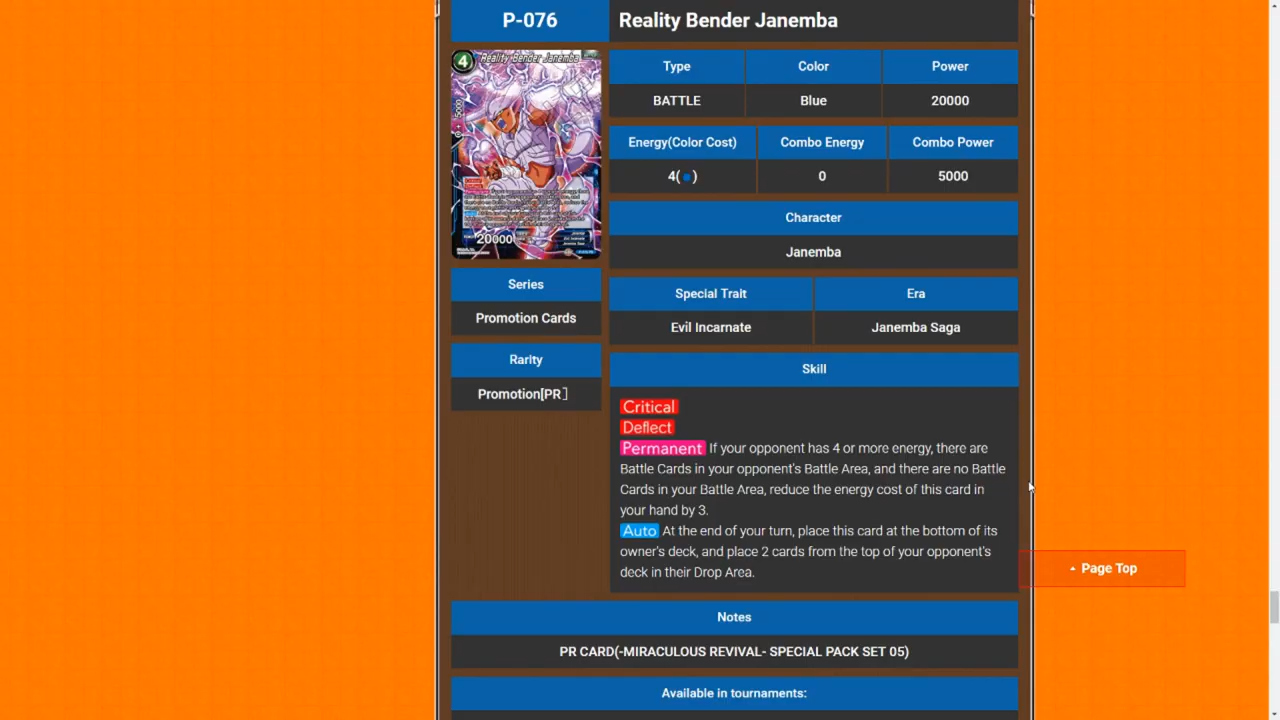 P-076
Reality Bender Janemba
4
Reality Bender Janemba
5000
20000
Type
Color
Power
BATTLE
Blue
20000
Energy(Color Cost)
Combo Energy
Combo Power
4( )
0
5000
Character
Janemba
Special Trait
Era
Evil Incarnate
Janemba Saga
Series
Promotion Cards
Rarity
Promotion[PR］
Skill
Critical
Deflect
Permanent If your opponent has 4 or more energy, there are
Battle Cards in your opponent's Battle Area, and there are no Battle
Cards in your Battle Area, reduce the energy cost of this card in
your hand by 3.
Auto At the end of your turn, place this card at the bottom of its
owner's deck, and place 2 cards from the top of your opponent's
deck in their Drop Area.
Page Top
Notes
PR CARD(-MIRACULOUS REVIVAL- SPECIAL PACK SET 05)
Available in tournaments: